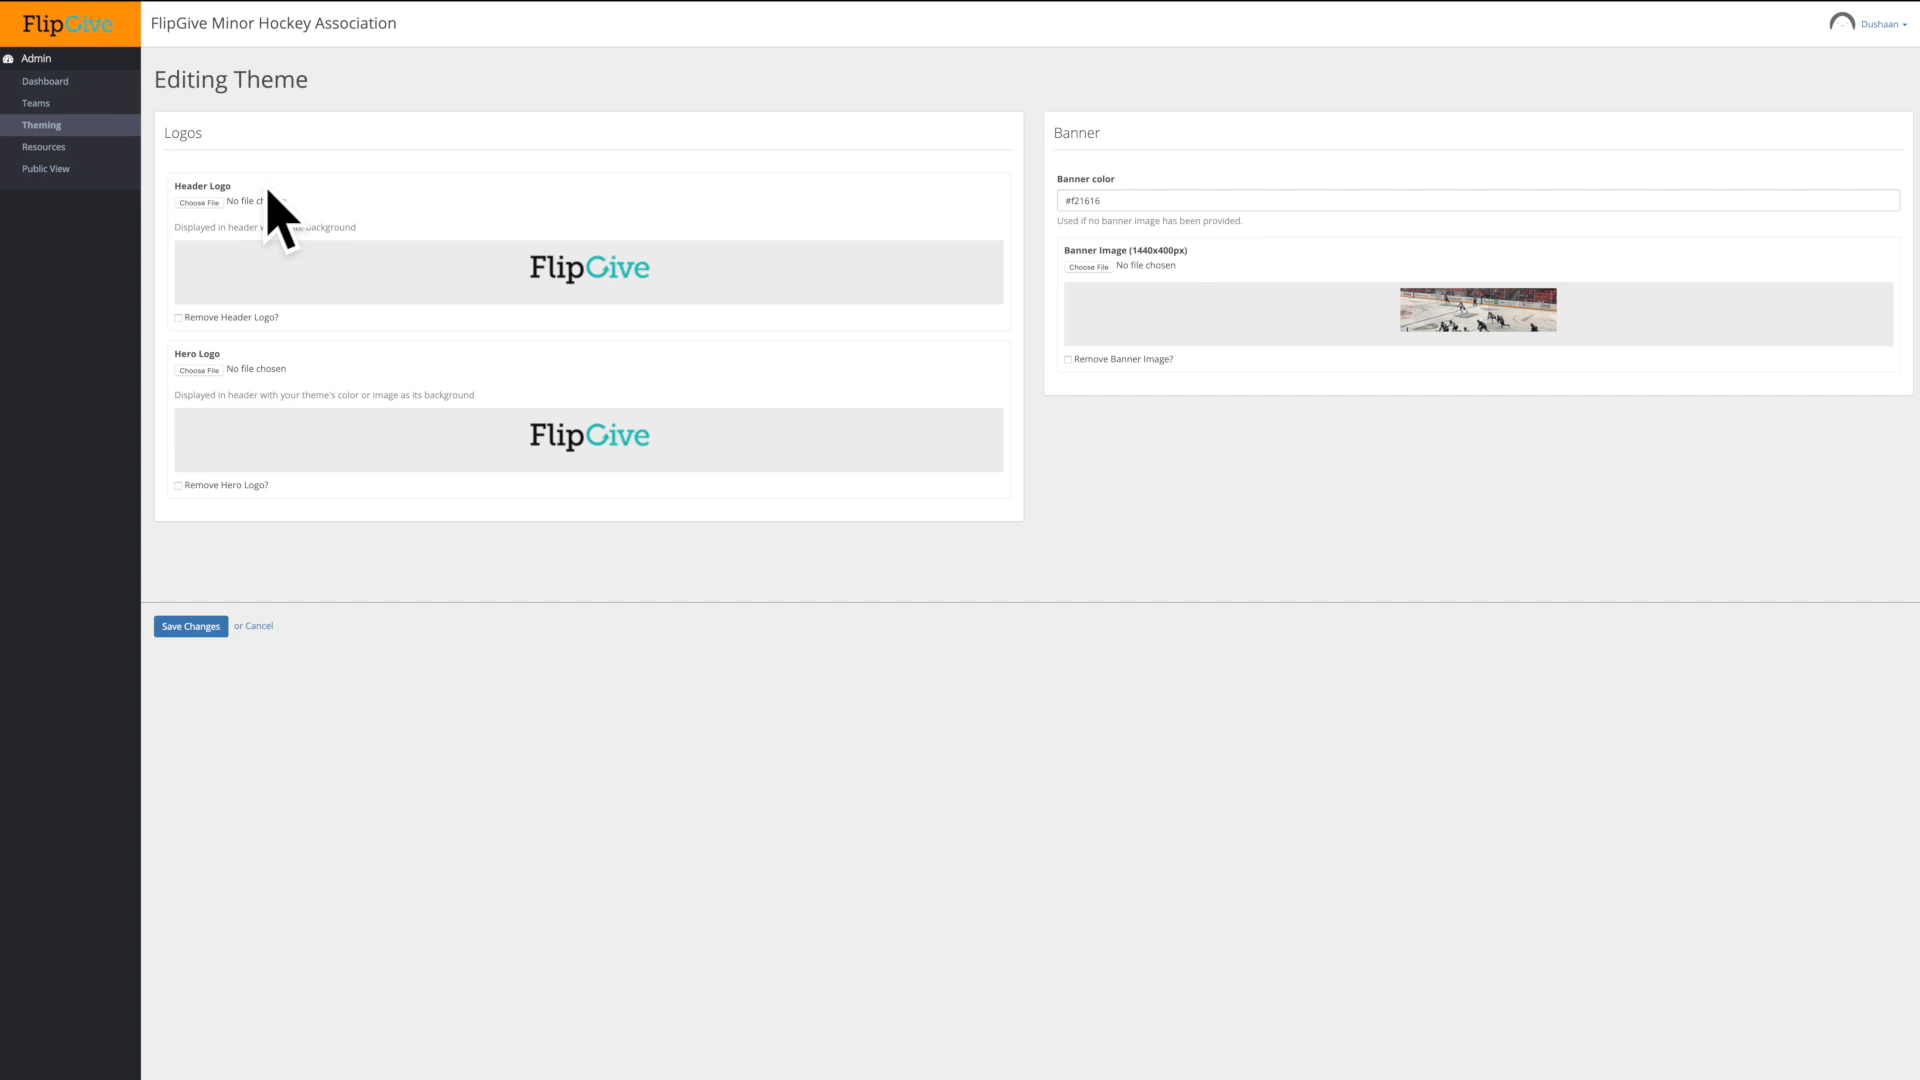 FlipGive
FlipGive Minor Hockey Association
Dushaan
Admin
Dashboard
Teams
Theming
Resources
Public View
Editing Theme
Logos
Header Logo
Choose File No file
Displayed in header background
FlipGive
Remove Header Logo?
Hero Logo
Choose File No file chosen
Displayed in header with your theme's color or image as its background
FlipGive
Remove Hero Logo?
Banner
Banner color
#f21616
Used if no banner image has been provided.
Banner Image (1440x400px)
Choose File No file chosen
Remove Banner Image?
Save Changes or Cancel